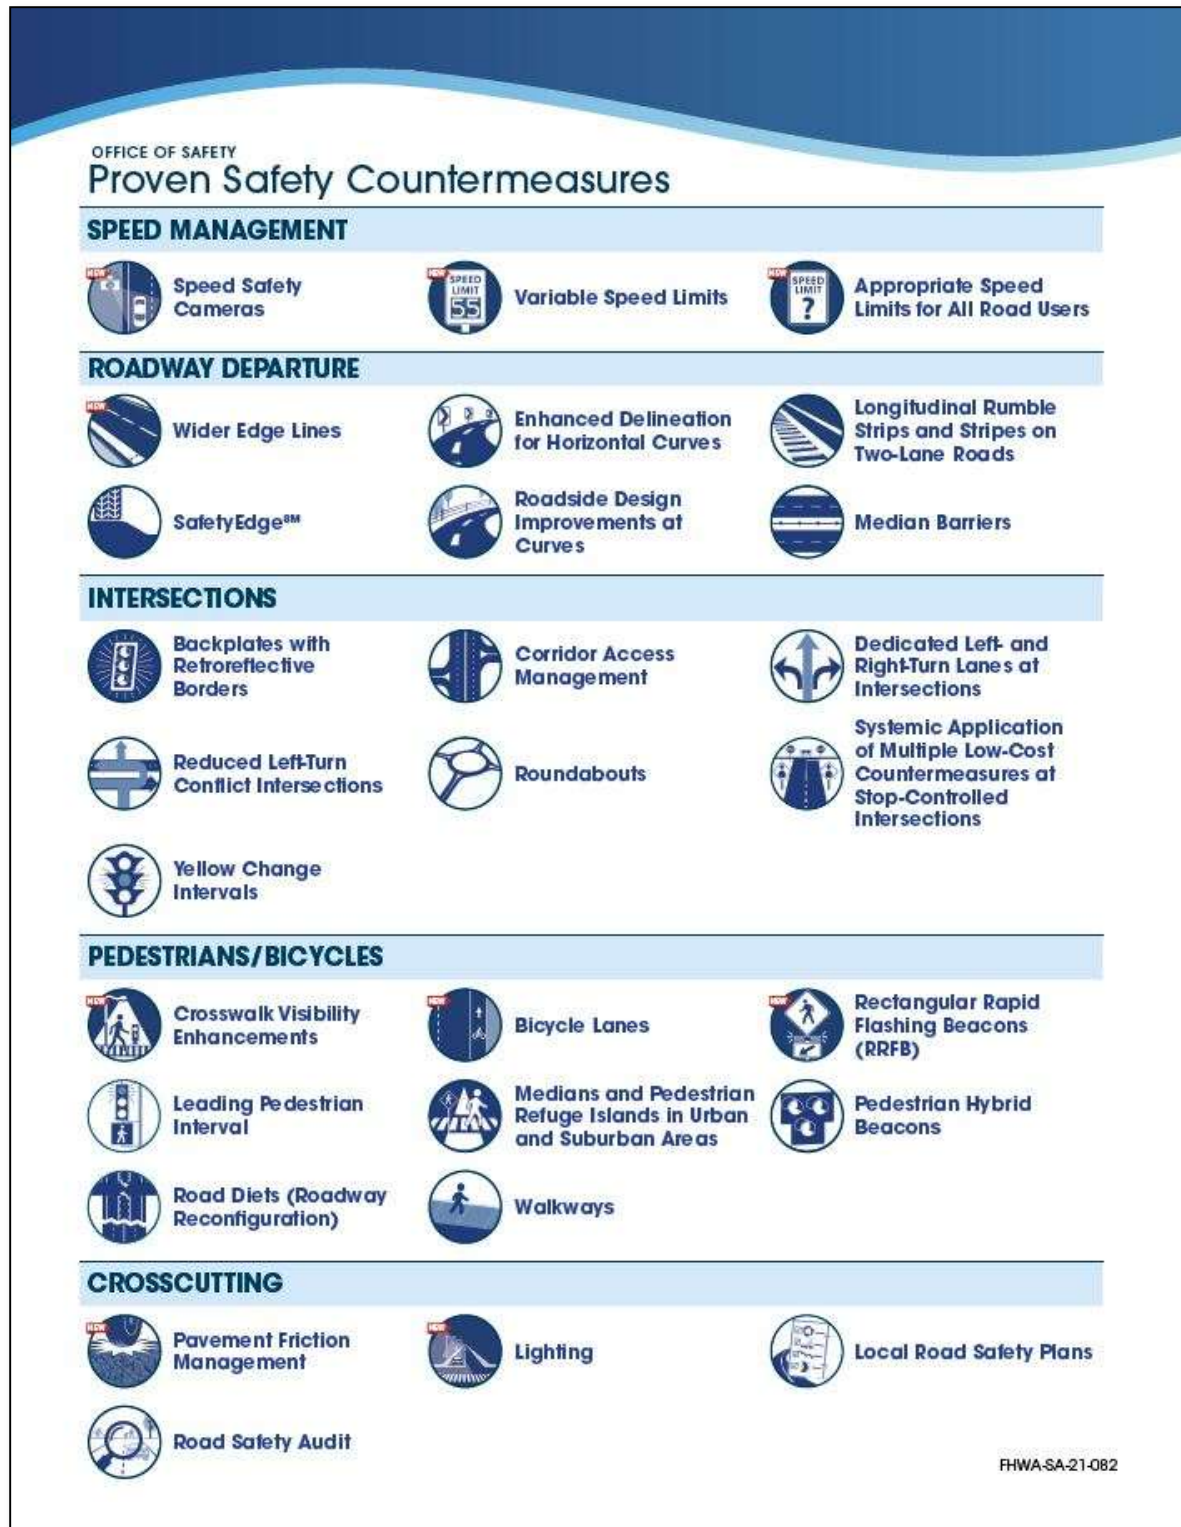 OFFICE OF SAFETY
Proven Safety Countermeasures
SPEED MANAGEMENT
NEW
Speed Safety
Cameras
NEW
SPEED
LIMIT
55
Variable Speed Limits
NEW
SPEED
LIMIT
?
Appropriate Speed
Limits for All Road Users
ROADWAY DEPARTURE
NEW
Wider Edge Lines
Enhanced Delineation
for Horizontal Curves
Longitudinal Rumble
Strips and Stripes on
Two-Lane Roads
SafetyEdge℠
Roadside Design
Improvements at
Curves
Median Barriers
INTERSECTIONS
Backplates with
Retroreflective
Borders
Corridor Access
Management
Dedicated Left- and
Right-Turn Lanes at
Intersections
Reduced Left-Turn
Conflict Intersections
Roundabouts
Systemic Application
of Multiple Low-Cost
Countermeasures at
Stop-Controlled
Intersections
Yellow Change
Intervals
PEDESTRIANS/BICYCLES
NEW
Crosswalk Visibility
Enhancements
NEW
Bicycle Lanes
NEW
Rectangular Rapid
Flashing Beacons
(RRFB)
Leading Pedestrian
Interval
Medians and Pedestrian
Refuge Islands in Urban
and Suburban Areas
Pedestrian Hybrid
Beacons
Road Diets (Roadway
Reconfiguration)
Walkways
CROSSCUTTING
NEW
Pavement Friction
Management
NEW
Lighting
Local Road Safety Plans
Road Safety Audit
FHWA-SA-21-082